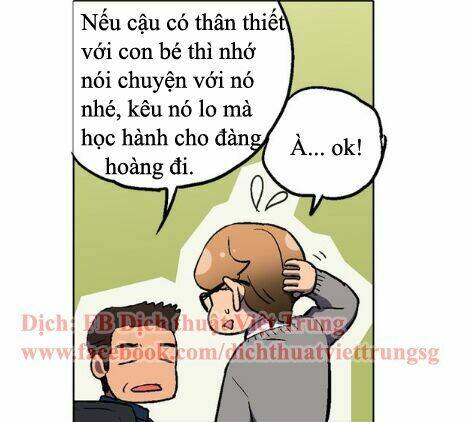 Nếu cậu có thân thiết
với con bé thì nhớ
nói chuyện với nó
nhé, kêu nó lo mà
học hành cho đàng
hoàng đi.
À... ok!
Dịch: FB Dịch thuật Việt Trung
www.facebook.com/dichthuatviettrungsg